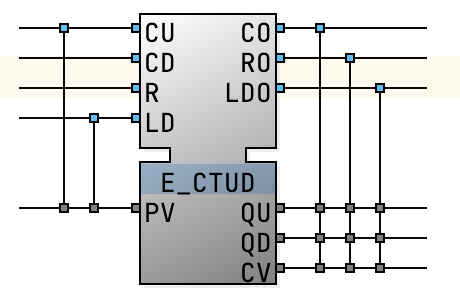 CU CO
CD RO
R LDO
LD
E_CTUD
PV QU
QD
CV